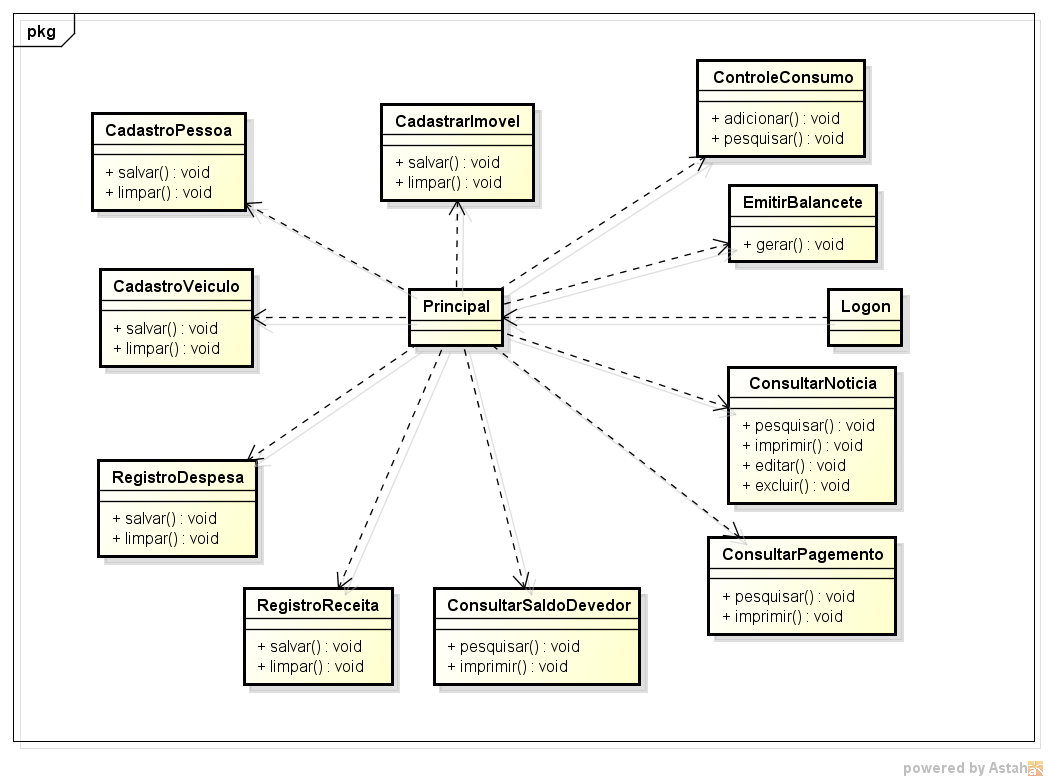 pkg
ControleConsumo
+ adicionar() : void
+ pesquisar() : void
CadastroPessoa
+ salvar() : void
+ limpar() : void
CadastrarImovel
+ salvar() : void
+ limpar() : void
EmitirBalancete
+ gerar() : void
CadastroVeiculo
+ salvar() : void
+ limpar() : void
Principal
Logon
ConsultarNoticia
+ pesquisar() : void
+ imprimir() : void
+ editar() : void
+ excluir() : void
RegistroDespesa
+ salvar() : void
+ limpar() : void
ConsultarPagemento
+ pesquisar() : void
+ imprimir() : void
RegistroReceita
+ salvar() : void
+ limpar() : void
ConsultarSaldoDevedor
+ pesquisar() : void
+ imprimir() : void
powered by Astah